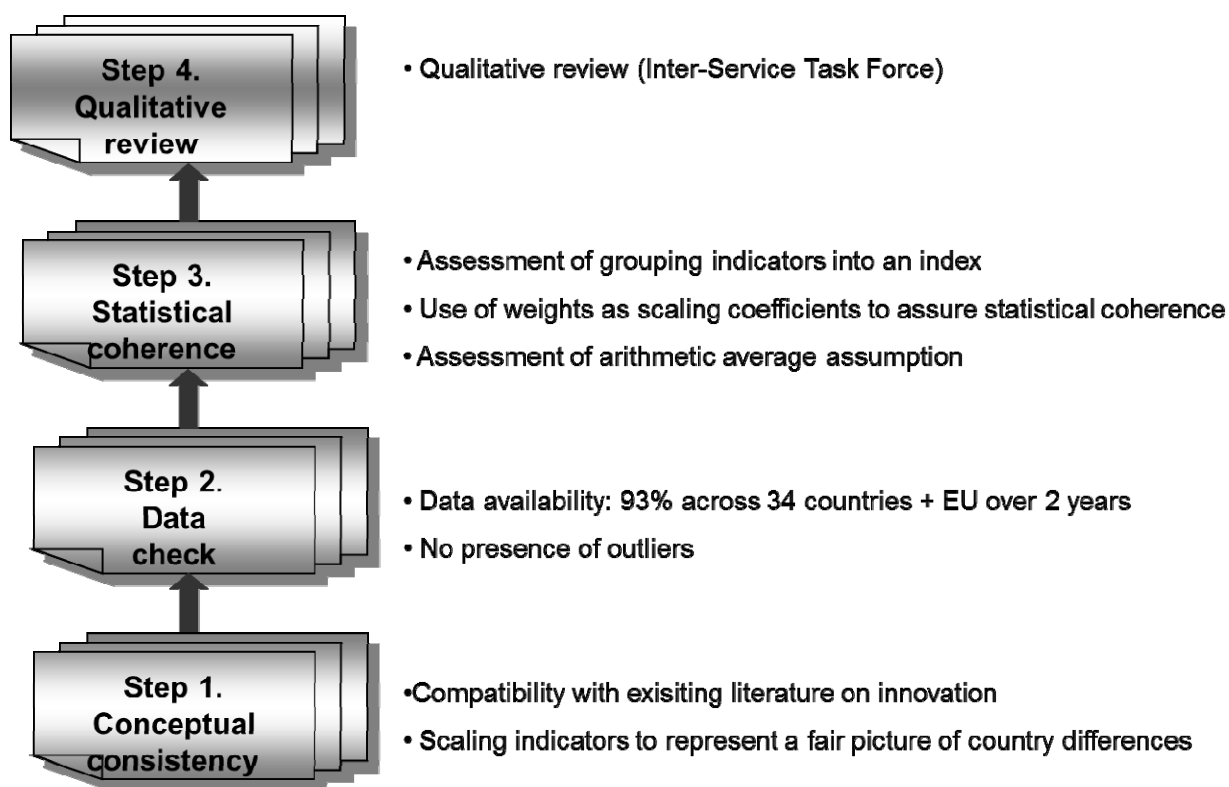 Step 4.
Qualitative
review
• Qualitative review (Inter-Service Task Force)
Step 3.
Statistical
coherence
• Assessment of grouping indicators into an index
• Use of weights as scaling coefficients to assure statistical coherence
• Assessment of arithmetic average assumption
Step 2.
Data
check
• Data availability: 93% across 34 countries + EU over 2 years
• No presence of outliers
Step 1.
Conceptual
consistency
•Compatibility with exisiting literature on innovation
• Scaling indicators to represent a fair picture of country differences